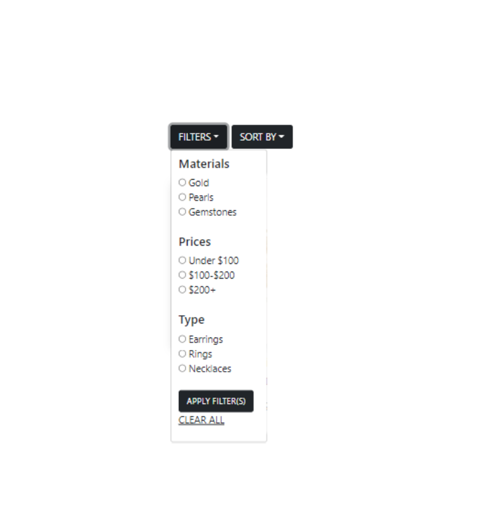 FILTERS SORT BY
Materials
Gold
Pearls
Gemstones
Prices
Under $100
$100-$200
$200+
Type
Earrings
Rings
Necklaces
APPLY FILTER(S)
CLEAR ALL